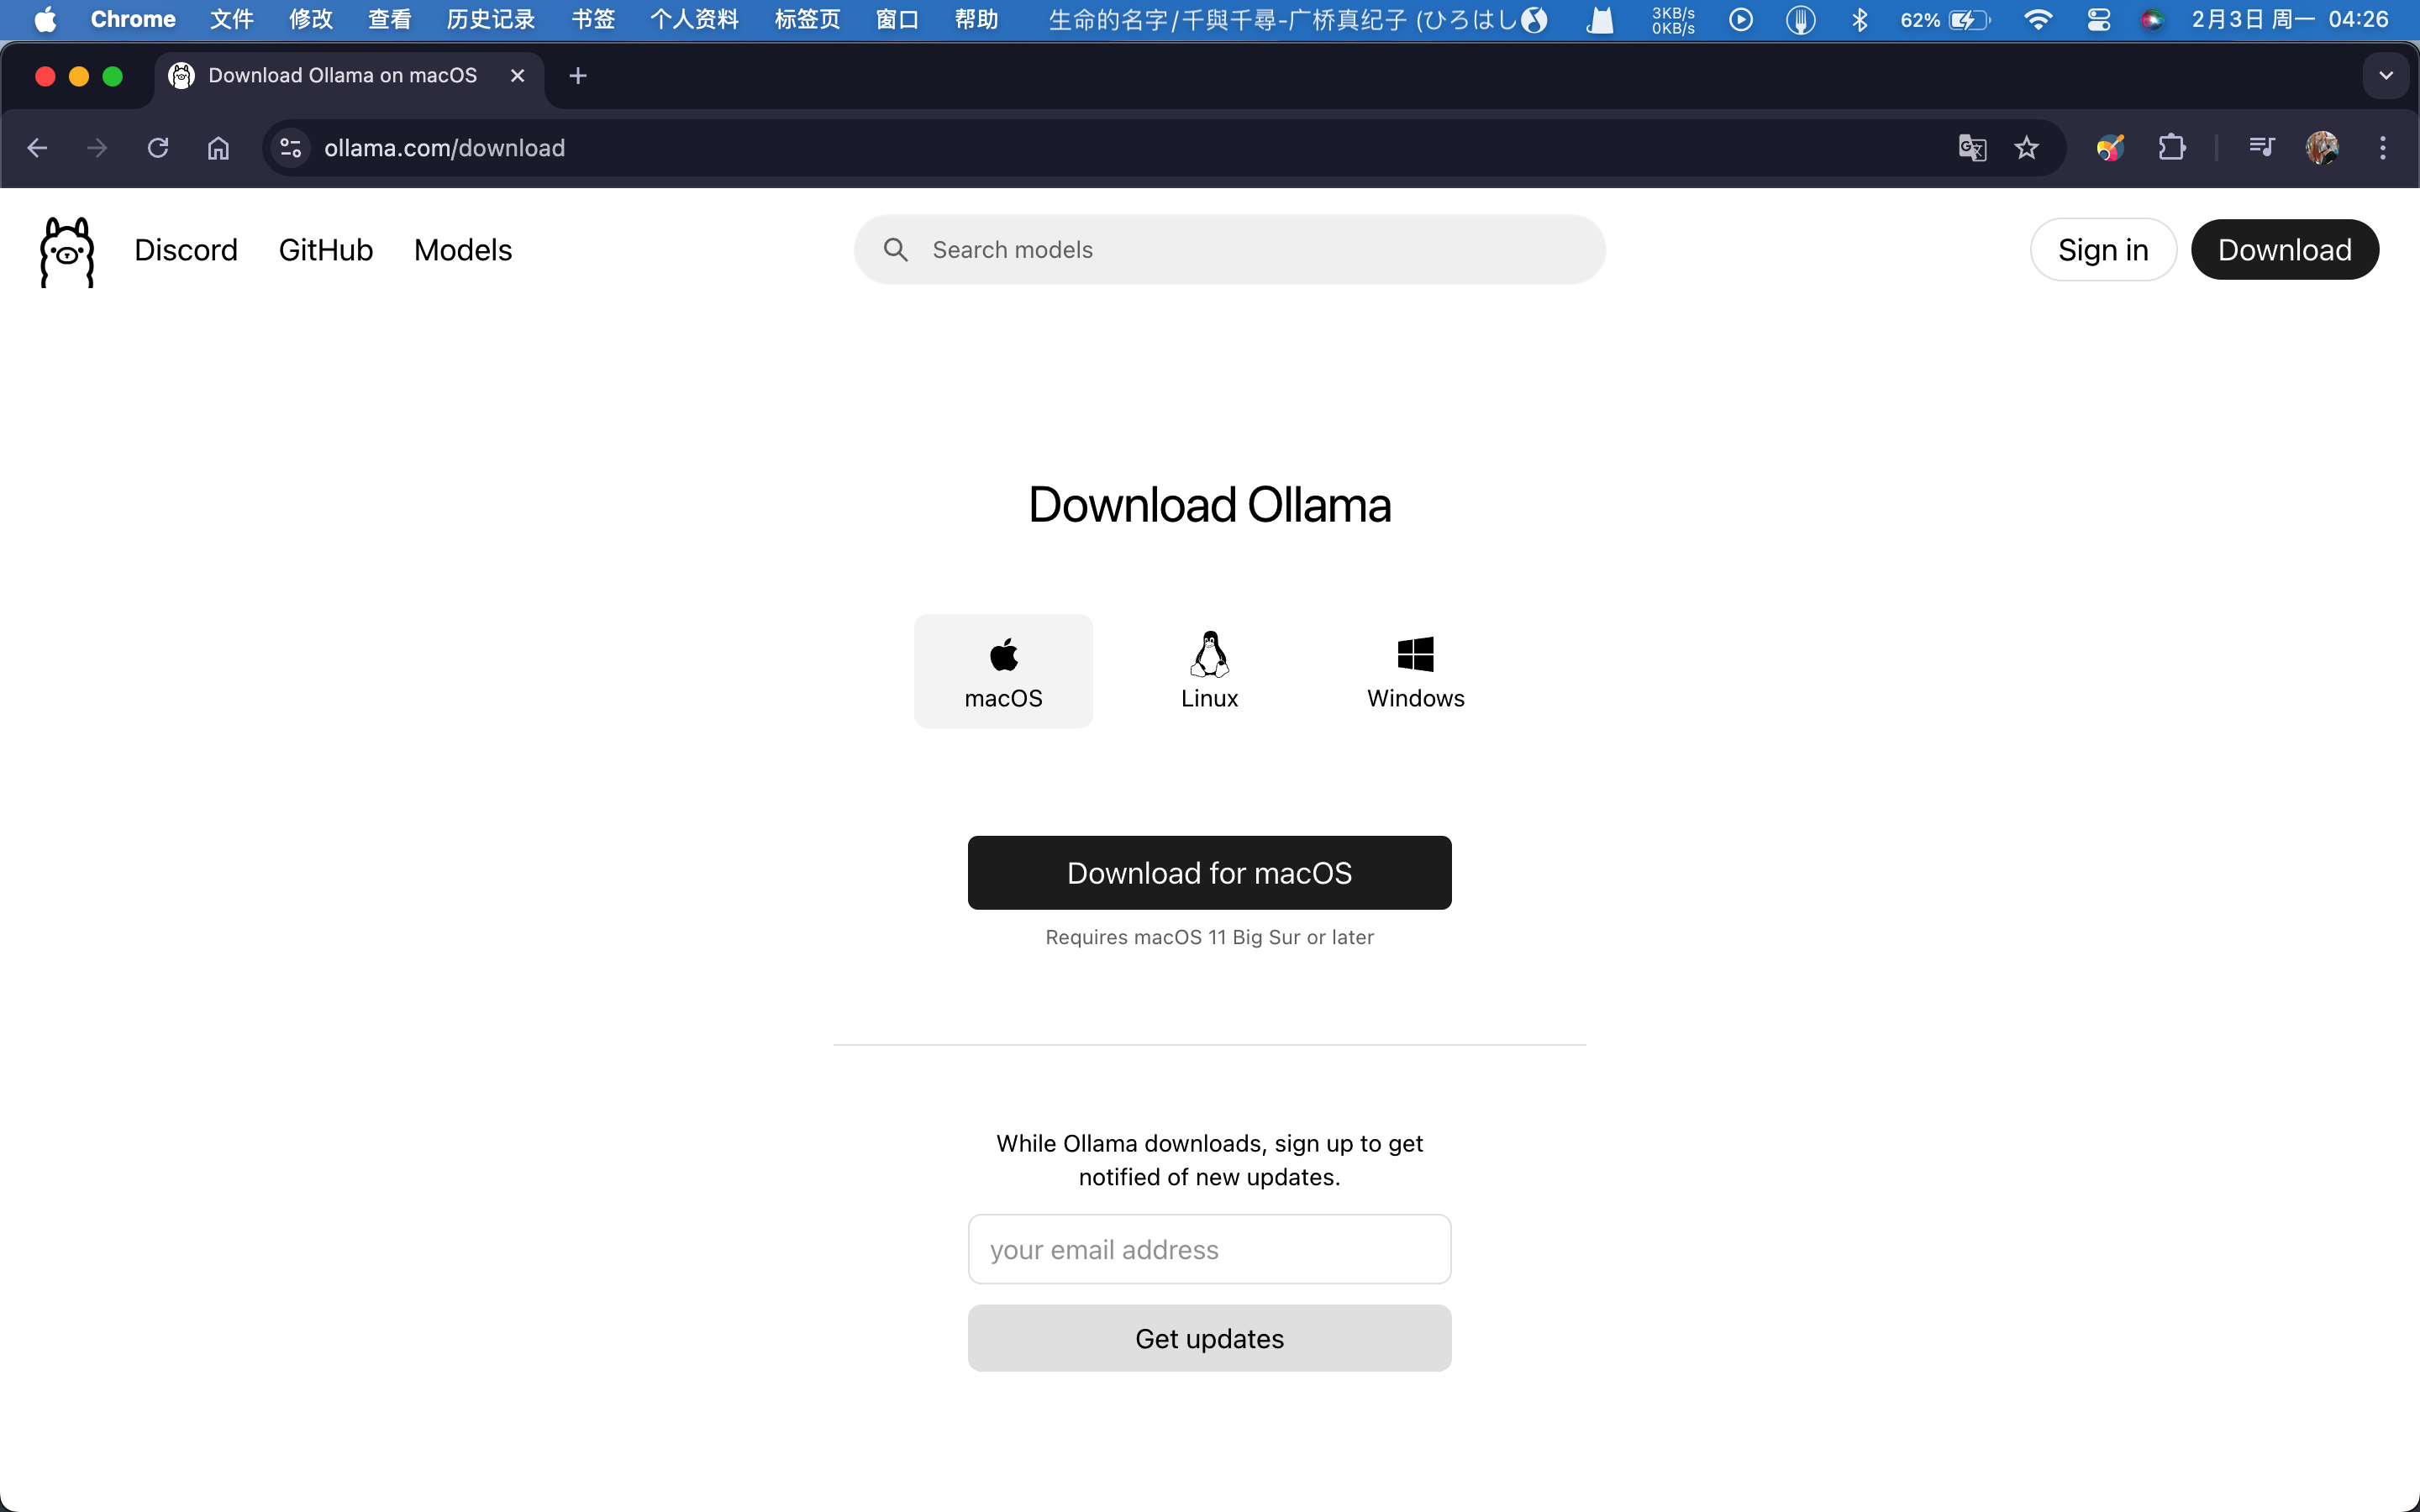 Chrome 文件 修改 查看 历史记录 书签 个人资料 标签页 窗口 帮助 生命的名字/千與千尋-广桥真纪子 (ひろはし 3KB/s 0KB/s 62% 2月3日 周一 04:26
Download Ollama on macOS
ollama.com/download
Discord GitHub Models Search models Sign in Download
Download Ollama
macOS Linux Windows
Download for macOS
Requires macOS 11 Big Sur or later
While Ollama downloads, sign up to get
notified of new updates.
your email address
Get updates